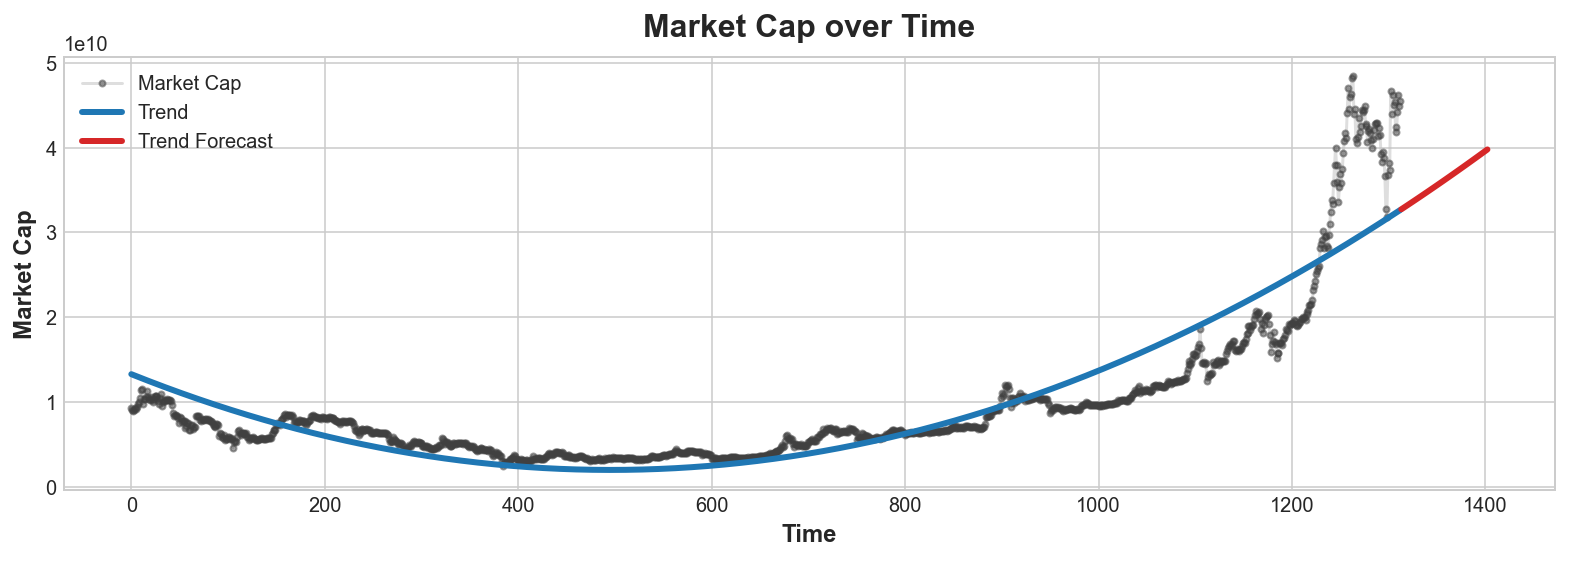 Market Cap over Time
1e10
5
4
3
2
1
0
Market Cap
Market Cap
Trend
Trend Forecast
0 200 400 600 800 1000 1200 1400
Time